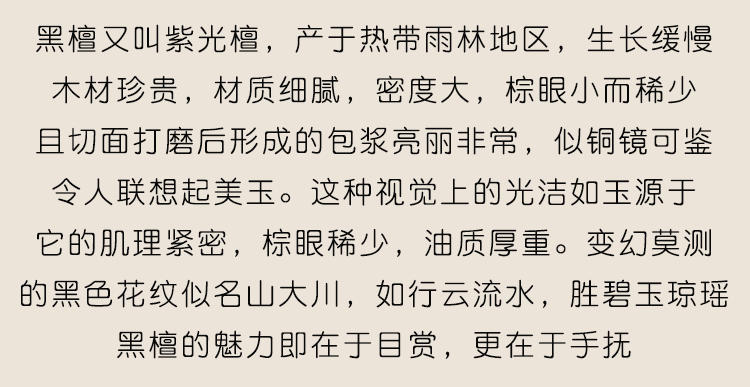 黑檀又叫紫光檀，产于热带雨林地区，生长缓慢
木材珍贵，材质细腻，密度大，棕眼小而稀少
且切面打磨后形成的包浆亮丽非常，似铜镜可鉴
令人联想起美玉。这种视觉上的光洁如玉源于
它的肌理紧密，棕眼稀少，油质厚重。变幻莫测
的黑色花纹似名山大川，如行云流水，胜碧玉琼瑶
黑檀的魅力即在于目赏，更在于手抚